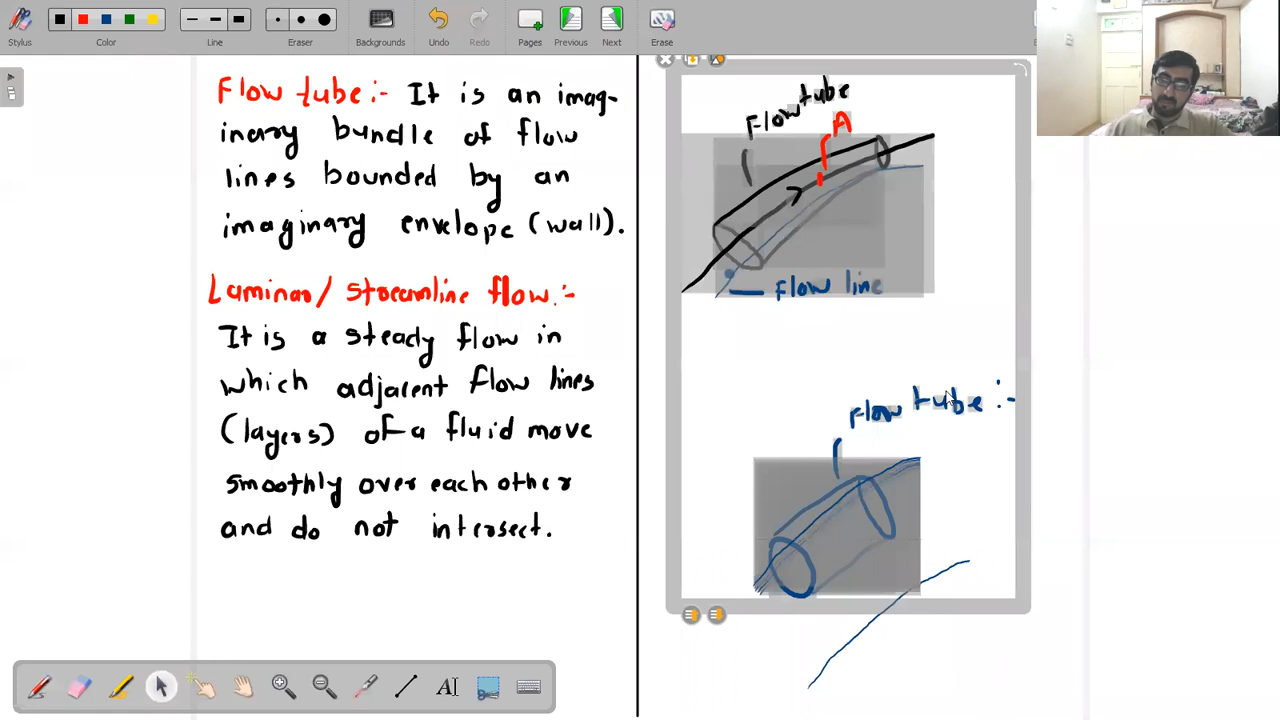 Stylus
Color
Line
Eraser
Backgrounds
Undo
Redo
Pages
Previous
Next
Erase
Flow tube :- It is an imag-
inary bundle of flow
lines bounded by an
imaginary envelope (wall).
Laminar/ streamline flow :-
It is a steady flow in
which adjacent flow lines
(layers) of a fluid move
smoothly over each other
and do not intersect.
Flow tube
A
Flow line
Flow tube :-